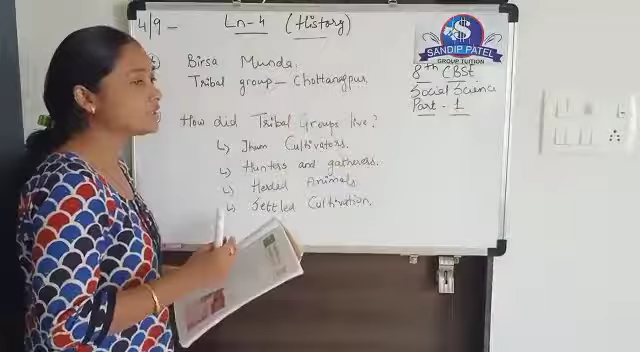 4/9 -
Ln-4 (History)
Birsa Munda,
Tribal group - Chottanagpur,
How did Tribal Groups live?
↳ Jhum Cultivators.
↳ Hunters and gatherers.
↳ Herded Animals
↳ Settled Cultivation.
SANDIP PATEL
GROUP TUITION
8th CBSE
Social Science
Part - 1